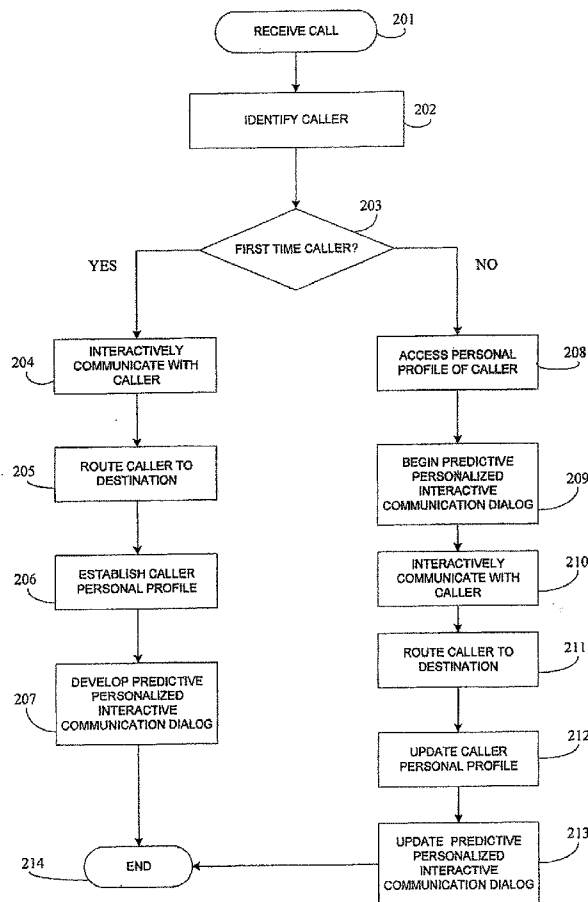 RECEIVE CALL
201
IDENTIFY CALLER
202
203
FIRST TIME CALLER?
YES
NO
204
INTERACTIVELY
COMMUNICATE WITH
CALLER
205
ROUTE CALLER TO
DESTINATION
206
ESTABLISH CALLER
PERSONAL PROFILE
207
DEVELOP PREDICTIVE
PERSONALIZED
INTERACTIVE
COMMUNICATION DIALOG
208
ACCESS PERSONAL
PROFILE OF CALLER
BEGIN PREDICTIVE
PERSONALIZED
INTERACTIVE
COMMUNICATION DIALOG
209
INTERACTIVELY
COMMUNICATE WITH
CALLER
210
ROUTE CALLER TO
DESTINATION
211
UPDATE CALLER
PERSONAL PROFILE
212
UPDATE PREDICTIVE
PERSONALIZED
INTERACTIVE
COMMUNICATION DIALOG
213
214
END